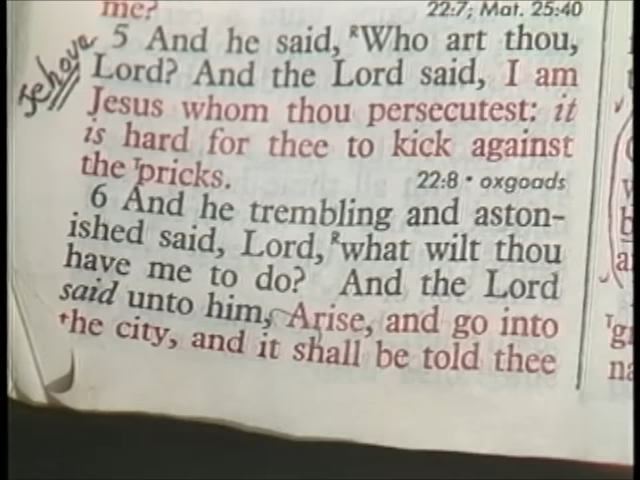 me?
22:7; Mat. 25:40
5 And he said, ᴿWho art thou,
Lord? And the Lord said, I am
Jesus whom thou persecutest: it
is hard for thee to kick against
the ᵀpricks.
22:8 • oxgoads
6 And he trembling and aston-
ished said, Lord, ᴿwhat wilt thou
have me to do? And the Lord
said unto him, Arise, and go into
the city, and it shall be told thee
Jehova